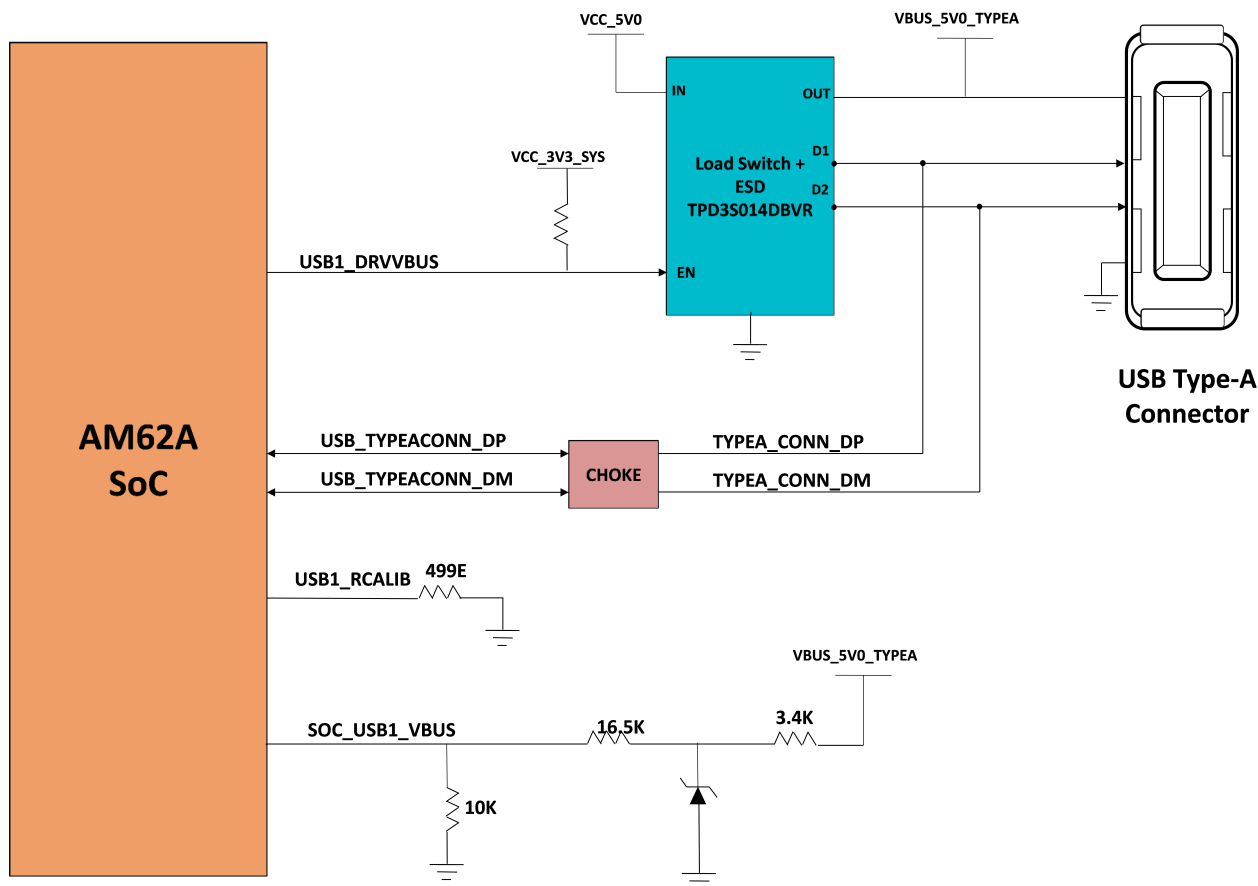 VCC_5V0
VBUS_5V0_TYPEA
IN
OUT
VCC_3V3_SYS
D1
Load Switch +
ESD
D2
TPD3S014DBVR
USB1_DRVVBUS
EN
USB Type-A
Connector
AM62A
SoC
USB_TYPEACONN_DP
TYPEA_CONN_DP
CHOKE
USB_TYPEACONN_DM
TYPEA_CONN_DM
USB1_RCALIB
499E
VBUS_5V0_TYPEA
SOC_USB1_VBUS
16.5K
3.4K
10K